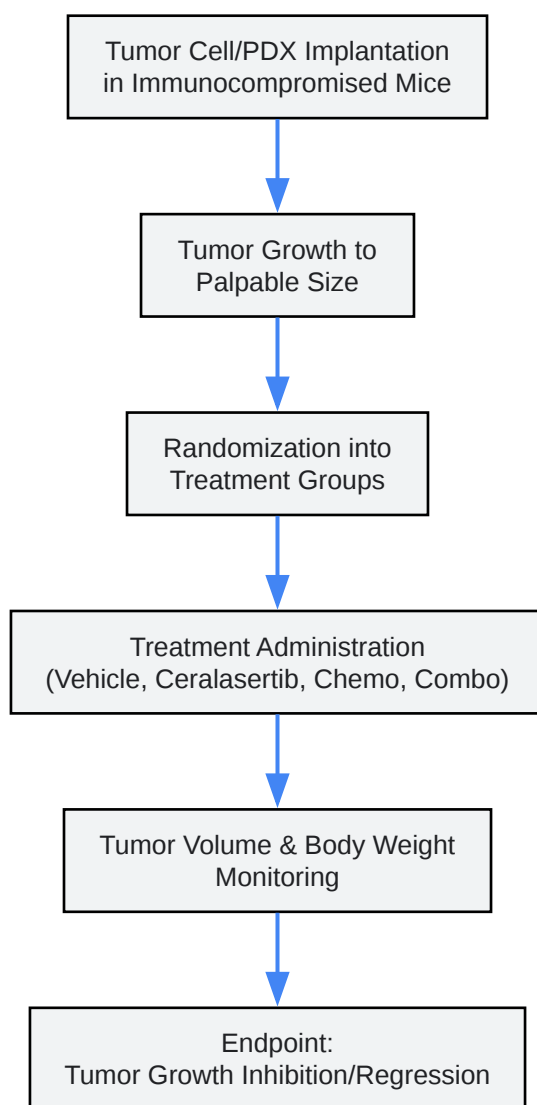 Tumor Cell/PDX Implantation
in Immunocompromised Mice
Tumor Growth to
Palpable Size
Randomization into
Treatment Groups
Treatment Administration
(Vehicle, Ceralasertib, Chemo, Combo)
Tumor Volume & Body Weight
Monitoring
Endpoint:
Tumor Growth Inhibition/Regression